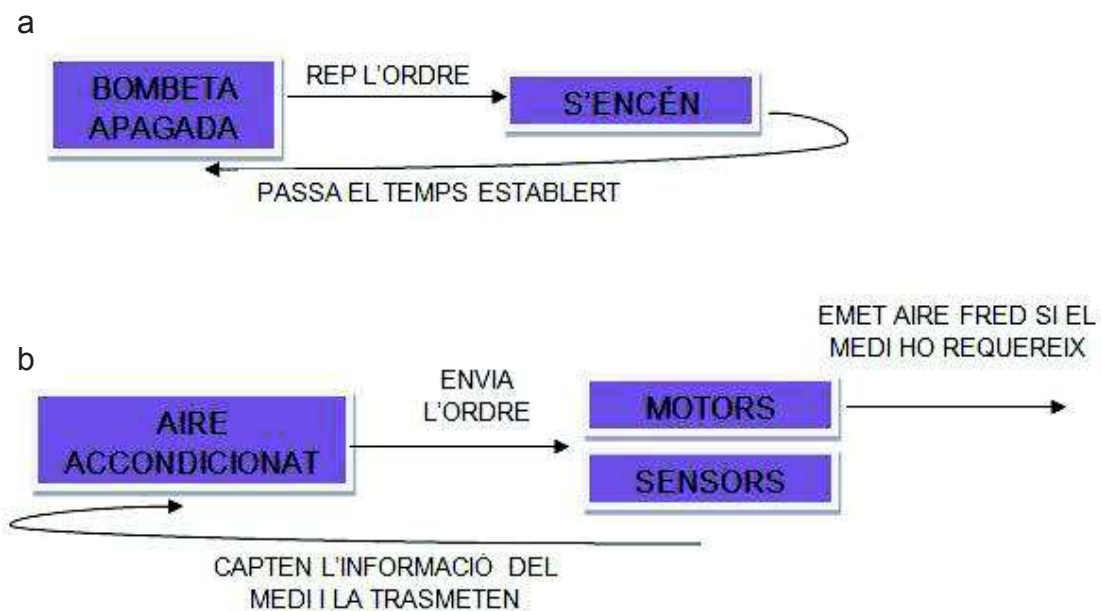 a
BOMBETA
APAGADA
REP L'ORDRE
S'ENCÉN
PASSA EL TEMPS ESTABLERT
b
AIRE
ACCONDICIONAT
ENVIA
L'ORDRE
MOTORS
SENSORS
EMET AIRE FRED SI EL
MEDI HO REQUEREIX
CAPTEN L'INFORMACIÓ DEL
MEDI I LA TRASMETEN